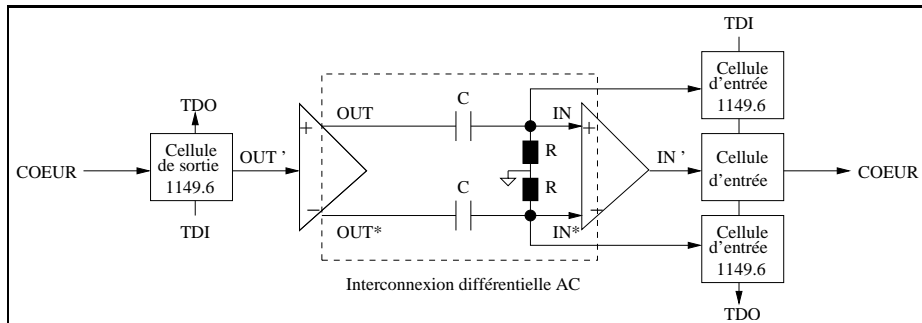 TDI
Cellule
d'entrée
1149.6
TDO
OUT
C
IN
+
+
R
Cellule
de sortie
1149.6
OUT '
IN '
Cellule
d'entrée
COEUR
COEUR
C
R
−
−
TDI
OUT*
IN*
Cellule
d'entrée
1149.6
Interconnexion différentielle AC
TDO